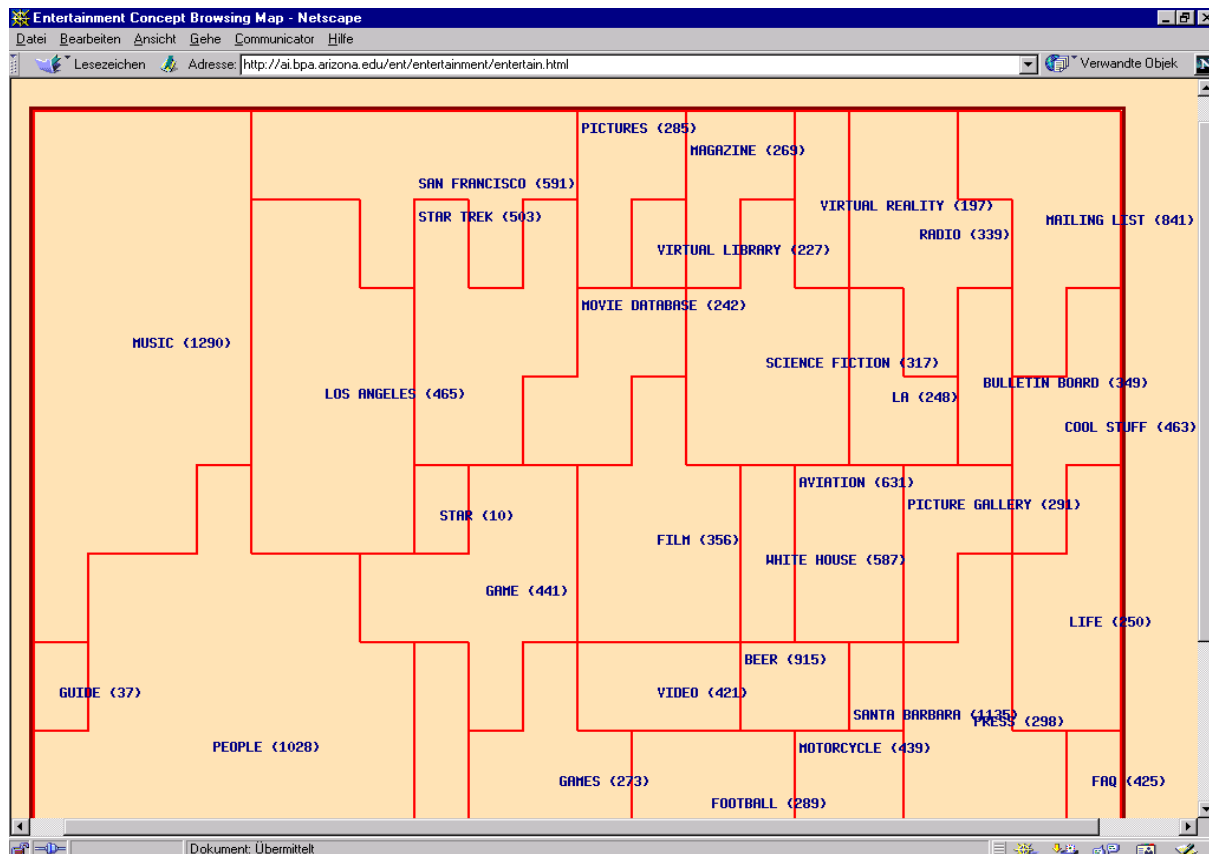 Entertainment Concept Browsing Map - Netscape
Datei Bearbeiten Ansicht Gehe Communicator Hilfe
Lesezeichen Adresse: http://ai.bpa.arizona.edu/ent/entertainment/entertain.html Verwandte Objek N
PICTURES (285)
MAGAZINE (269)
SAN FRANCISCO (591)
STAR TREK (503)
VIRTUAL REALITY (197)
MAILING LIST (841)
RADIO (339)
VIRTUAL LIBRARY (227)
MOVIE DATABASE (242)
MUSIC (1290)
SCIENCE FICTION (317)
BULLETIN BOARD (349)
LOS ANGELES (465)
LA (248)
COOL STUFF (463)
AVIATION (631)
PICTURE GALLERY (291)
STAR (10)
FILM (356)
WHITE HOUSE (587)
GAME (441)
LIFE (250)
BEER (915)
GUIDE (37)
VIDEO (421)
SANTA BARBARA (1135)
PRESS (298)
PEOPLE (1028)
MOTORCYCLE (439)
GAMES (273)
FAQ (425)
FOOTBALL (289)
Dokument: Übermittelt